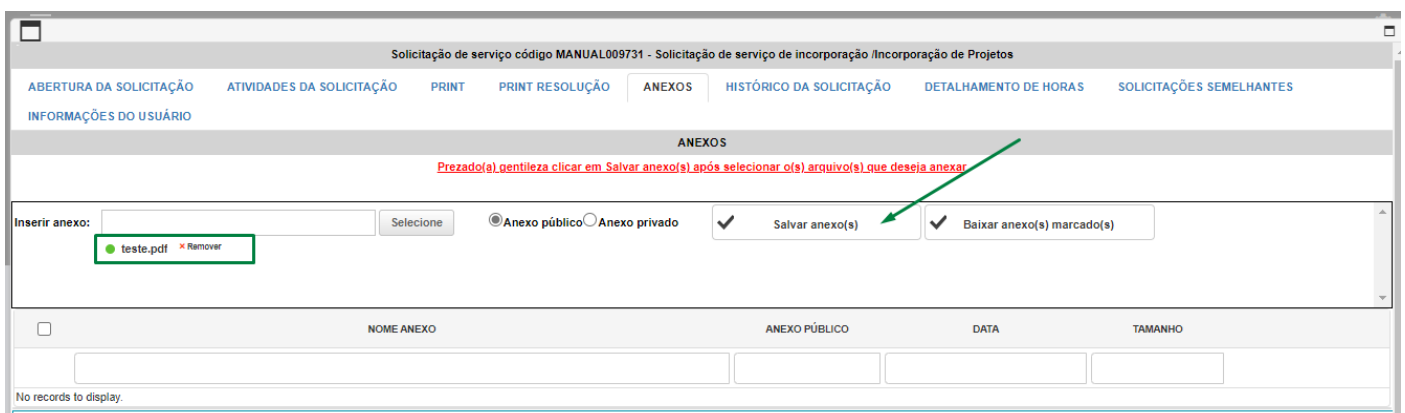 Solicitação de serviço código MANUAL009731 - Solicitação de serviço de incorporação /Incorporação de Projetos
ABERTURA DA SOLICITAÇÃO ATIVIDADES DA SOLICITAÇÃO PRINT PRINT RESOLUÇÃO ANEXOS HISTÓRICO DA SOLICITAÇÃO DETALHAMENTO DE HORAS SOLICITAÇÕES SEMELHANTES
INFORMAÇÕES DO USUÁRIO
ANEXOS
Prezado(a) gentileza clicar em Salvar anexo(s) após selecionar o(s) arquivo(s) que deseja anexar.
Inserir anexo: Selecione Anexo público Anexo privado Salvar anexo(s) Baixar anexo(s) marcado(s)
teste.pdf × Remover
NOME ANEXO ANEXO PÚBLICO DATA TAMANHO
No records to display.